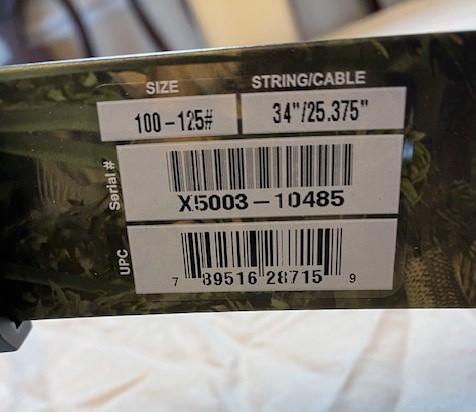 SIZE STRING/CABLE
100-125# 34"/25.375"
Serial #
X5003-10485
UPC
7 89516 28715 9